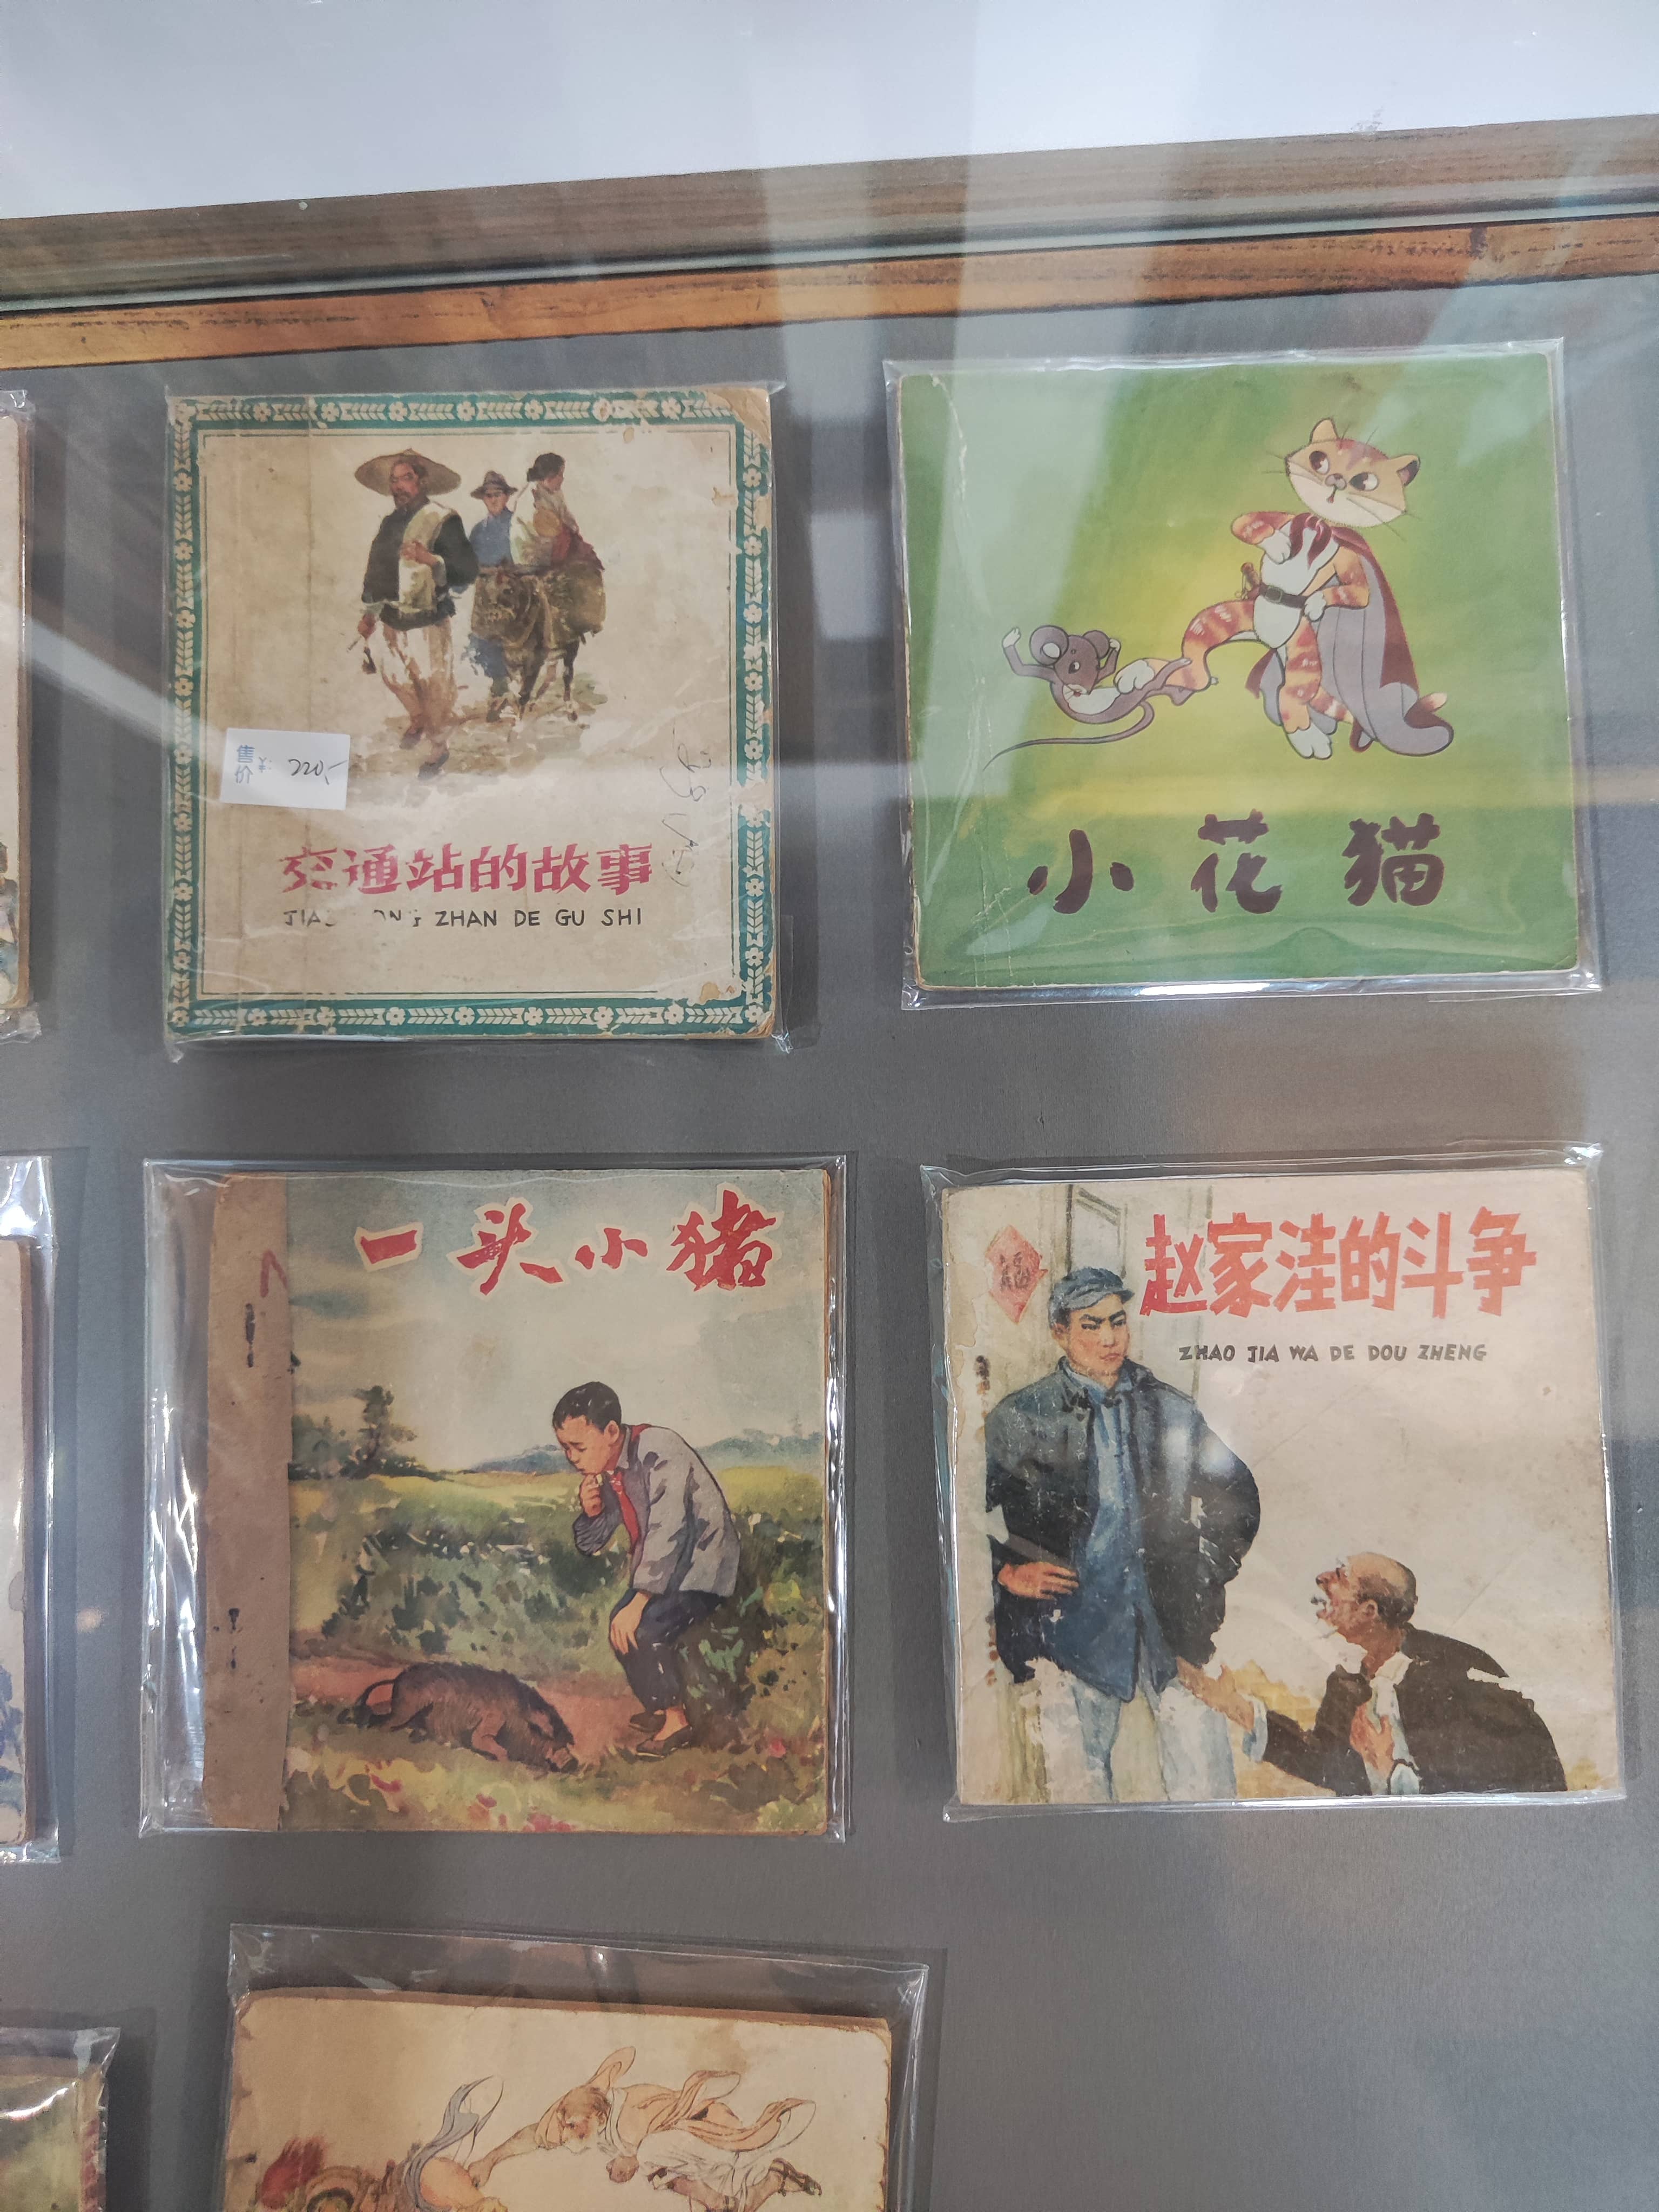 售价 ¥: 220,-
交通站的故事
ZHAN DE GU SHI
小花猫
一头小猪
福
赵家洼的斗争
ZHAO JIA WA DE DOU ZHENG